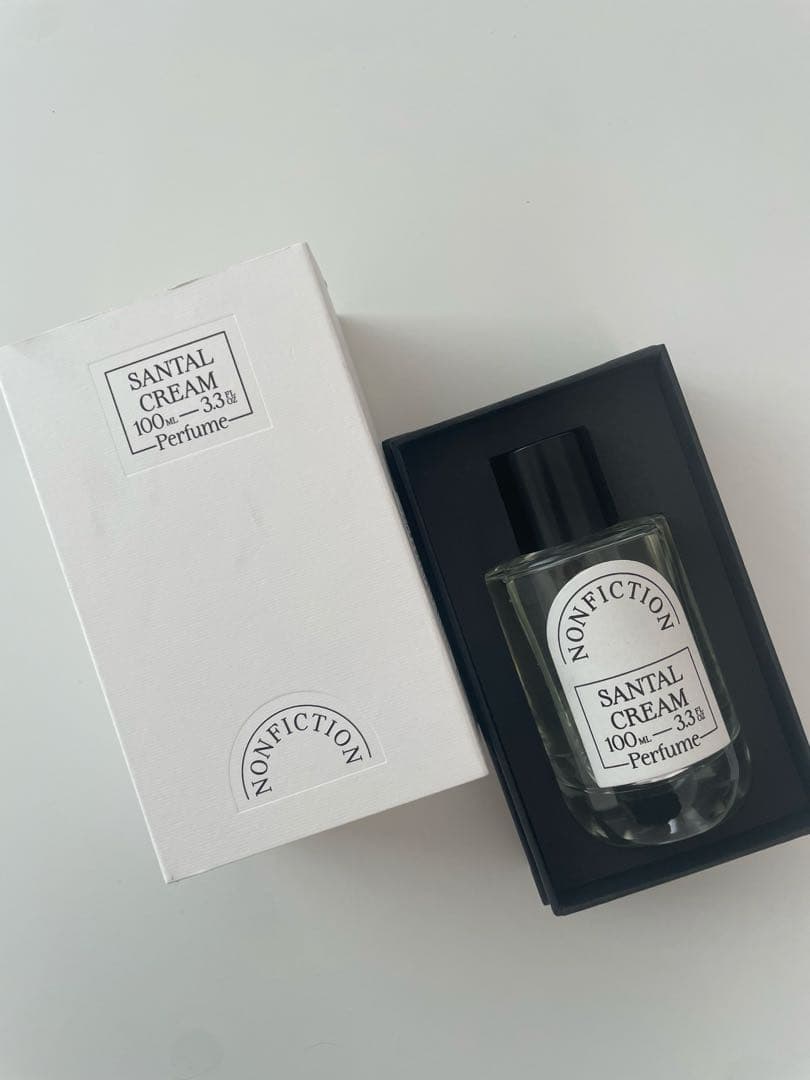 SANTAL
CREAM
100ML — 3.3 FL OZ
Perfume
NONFICTION
NONFICTION
SANTAL
CREAM
100ML — 3.3 FL OZ
Perfume